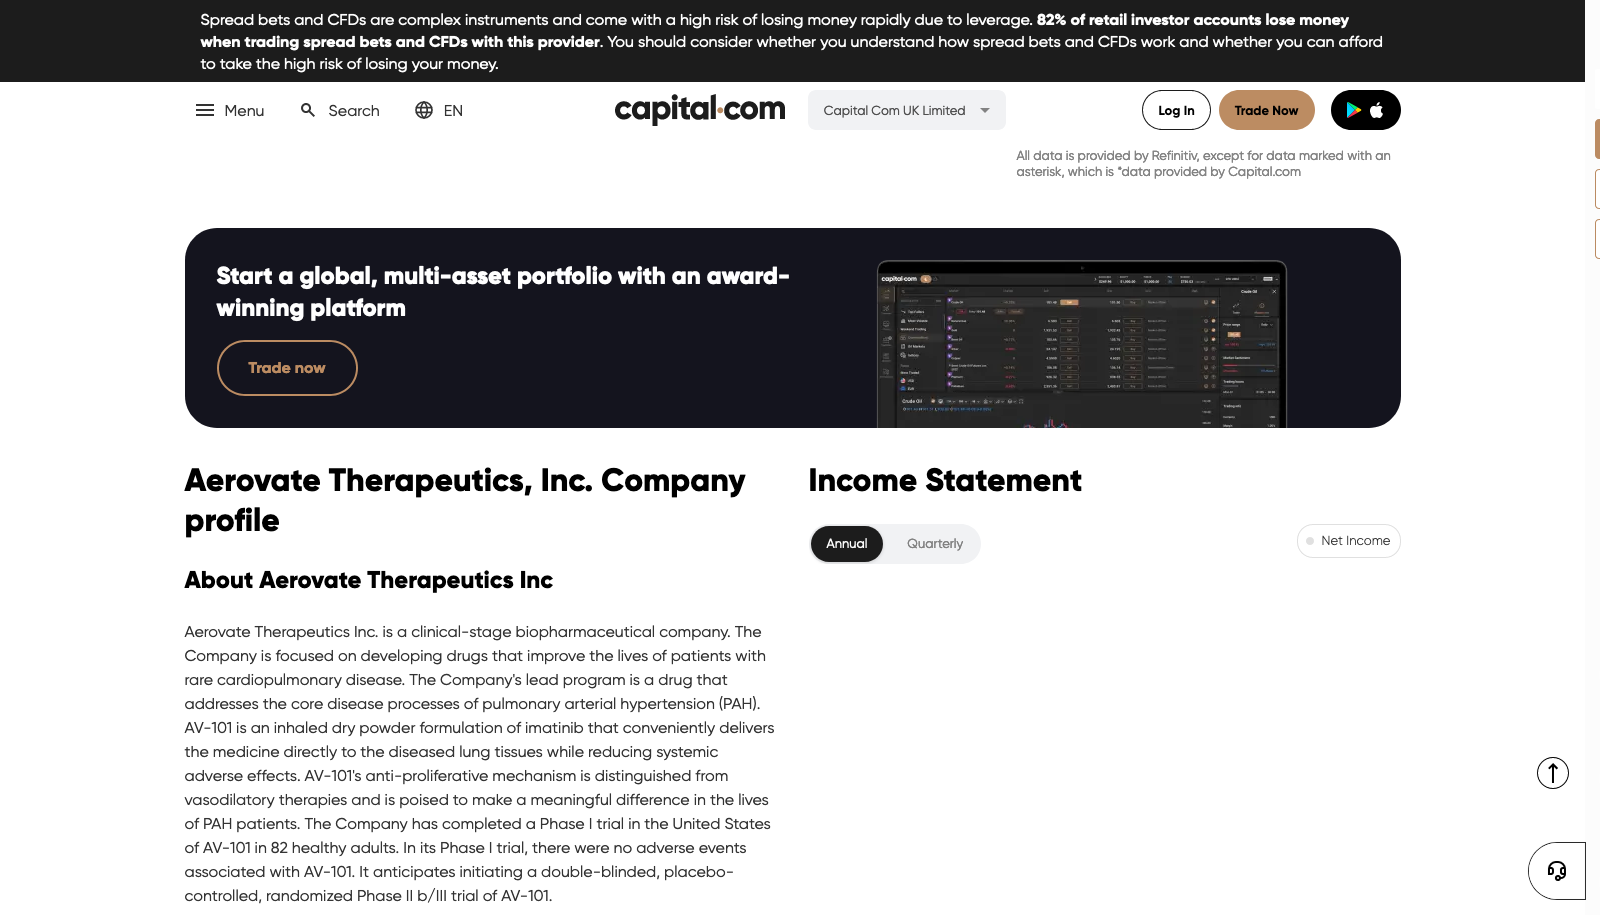 Spread bets and CFDs are complex instruments and come with a high risk of losing money rapidly due to leverage. 82% of retail investor accounts lose money
when trading spread bets and CFDs with this provider. You should consider whether you understand how spread bets and CFDs work and whether you can afford
to take the high risk of losing your money.
Menu Search EN capital.com Capital Com UK Limited Log In Trade Now
All data is provided by Refinitiv, except for data marked with an
asterisk, which is *data provided by Capital.com
Start a global, multi-asset portfolio with an award-
winning platform
Trade now
capital.com
Crude Oil
Aerovate Therapeutics, Inc. Company
profile
About Aerovate Therapeutics Inc
Aerovate Therapeutics Inc. is a clinical-stage biopharmaceutical company. The
Company is focused on developing drugs that improve the lives of patients with
rare cardiopulmonary disease. The Company's lead program is a drug that
addresses the core disease processes of pulmonary arterial hypertension (PAH).
AV-101 is an inhaled dry powder formulation of imatinib that conveniently delivers
the medicine directly to the diseased lung tissues while reducing systemic
adverse effects. AV-101's anti-proliferative mechanism is distinguished from
vasodilatory therapies and is poised to make a meaningful difference in the lives
of PAH patients. The Company has completed a Phase I trial in the United States
of AV-101 in 82 healthy adults. In its Phase I trial, there were no adverse events
associated with AV-101. It anticipates initiating a double-blinded, placebo-
controlled, randomized Phase II b/III trial of AV-101.
Income Statement
Annual Quarterly
Net Income